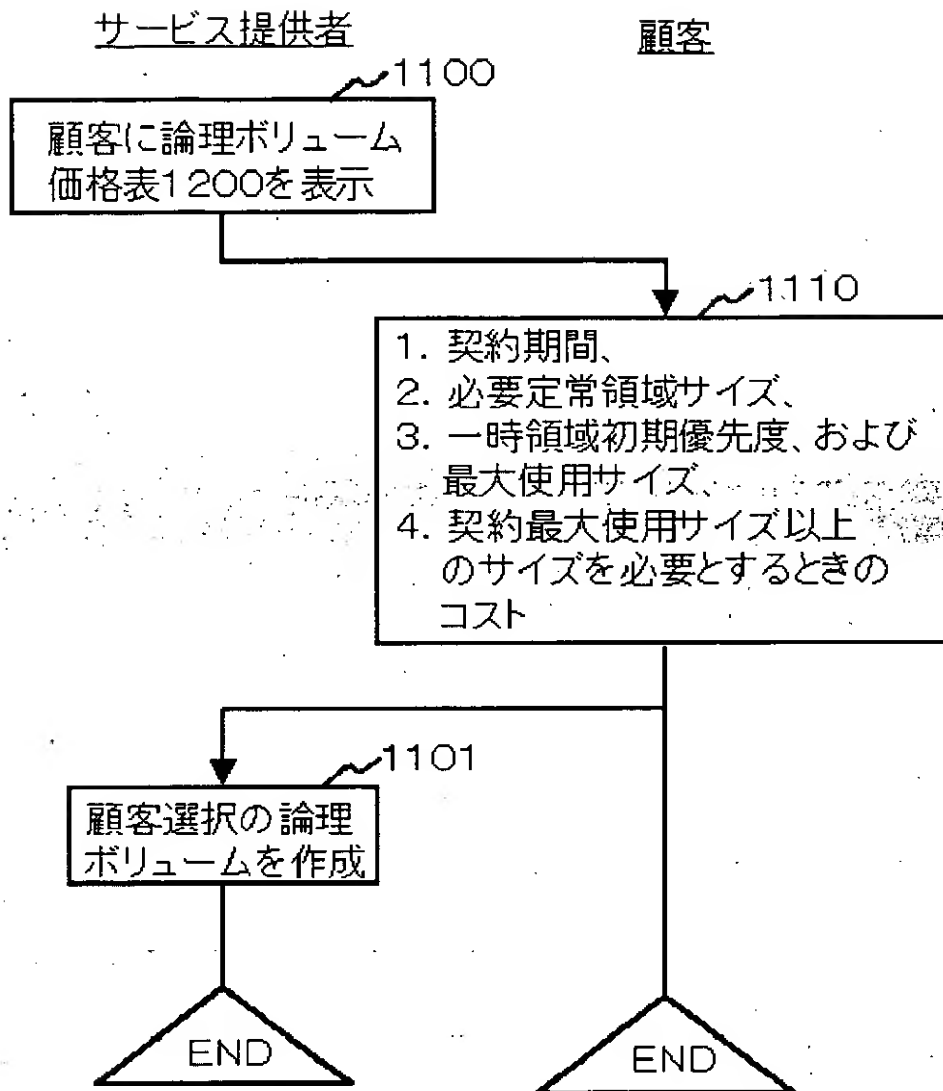 サービス提供者
顧客
1100
顧客に論理ボリューム
価格表1200を表示
1110
1. 契約期間、
2. 必要定常領域サイズ、
3. 一時領域初期優先度、および
最大使用サイズ、
4. 契約最大使用サイズ以上
のサイズを必要とするときの
コスト
1101
顧客選択の論理
ボリュームを作成
END
END